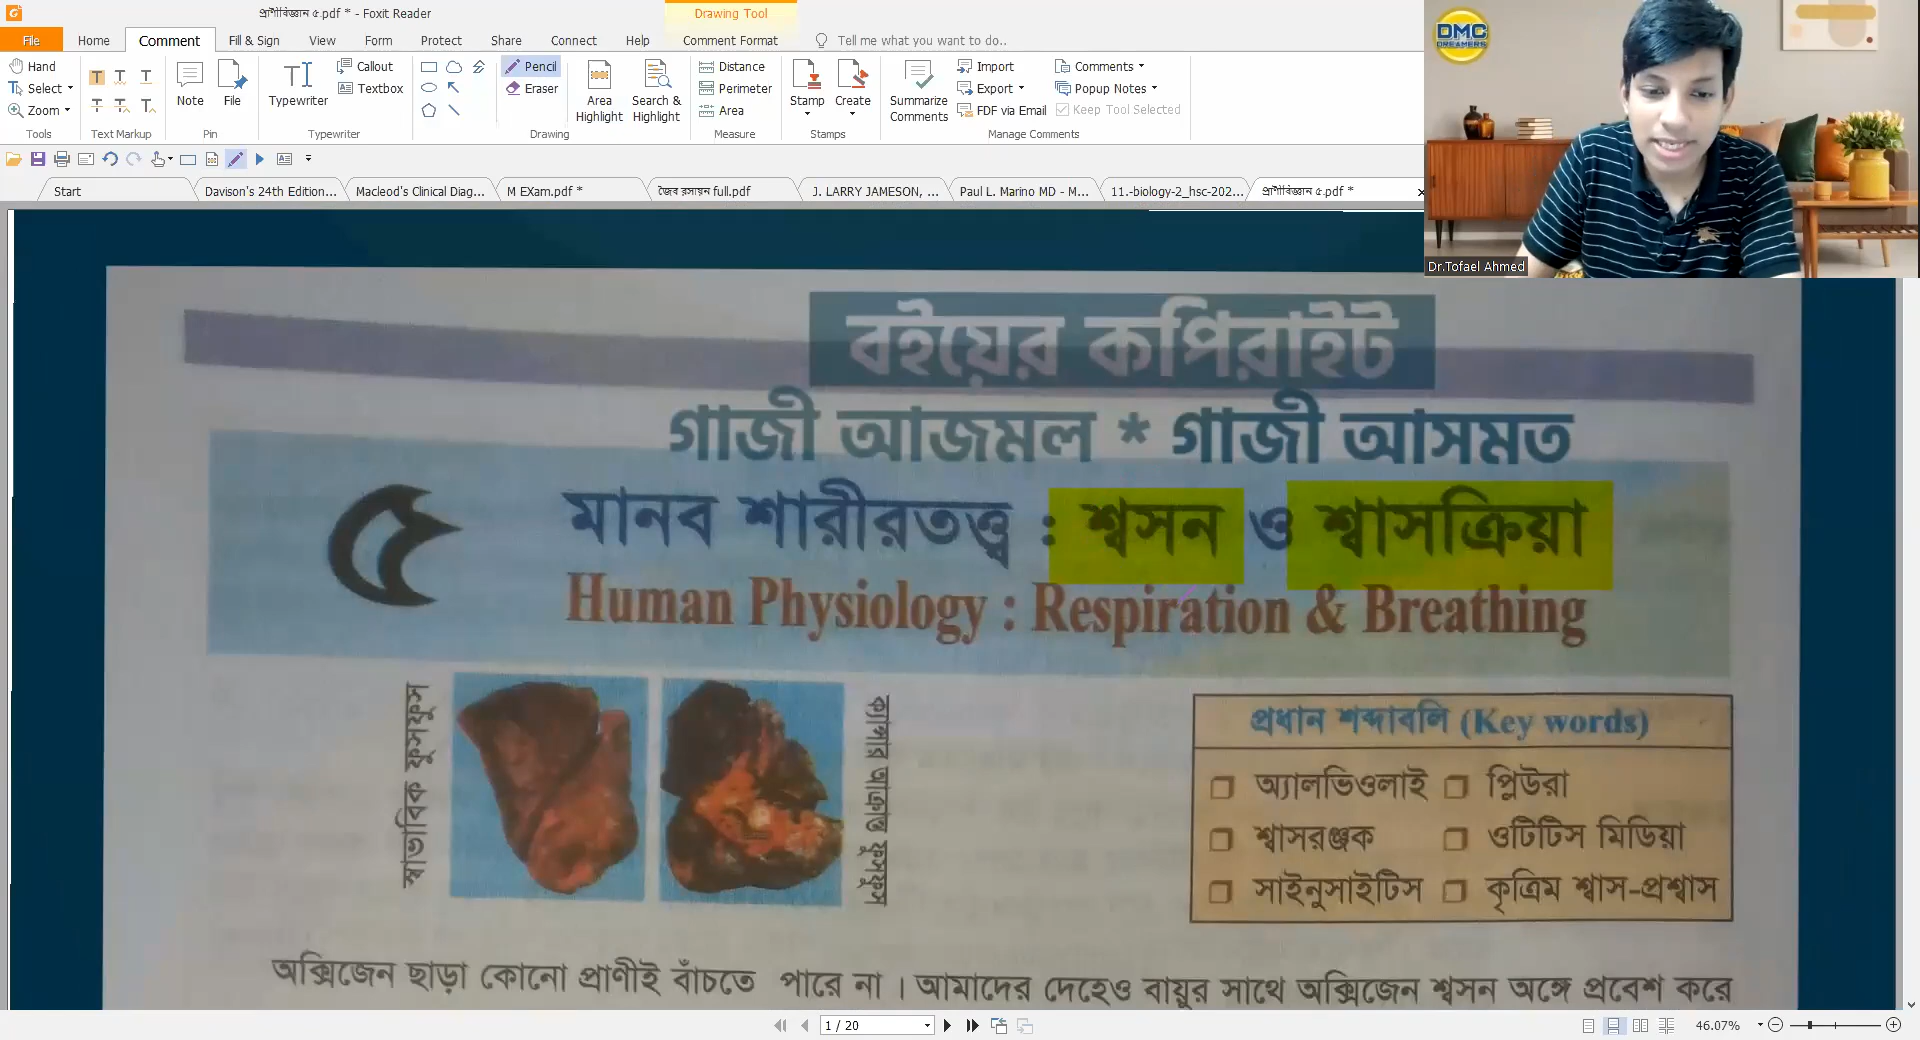 প্রাণীবিজ্ঞান ৫.pdf * - Foxit Reader
Drawing Tool
File Home Comment Fill & Sign View Form Protect Share Connect Help Comment Format Tell me what you want to do..
Hand
Select
Zoom
Tools
Text Markup
Note
File
Pin
Typewriter
Callout
Textbox
Typewriter
Pencil
Eraser
Area Highlight
Search & Highlight
Drawing
Distance
Perimeter
Area
Measure
Stamp
Create
Stamps
Summarize Comments
Import
Export
FDF via Email
Comments
Popup Notes
Keep Tool Selected
Manage Comments
Start Davison's 24th Edition... Macleod's Clinical Diag... M EXam.pdf * জৈব রসায়ন full.pdf J. LARRY JAMESON, ... Paul L. Marino MD - M... 11.-biology-2_hsc-202... প্রাণীবিজ্ঞান ৫.pdf *
DMC
DREAMERS
Dr.Tofael Ahmed
বইয়ের কপিরাইট
গাজী আজমল * গাজী আসমত
৫
মানব শারীরতত্ত্ব : শ্বসন ও শ্বাসক্রিয়া
Human Physiology : Respiration & Breathing
স্বাভাবিক ফুসফুস
ক্যান্সার আক্রান্ত ফুসফুস
প্রধান শব্দাবলি (Key words)
অ্যালভিওলাই প্লিউরা
শ্বাসরঞ্জক ওটিটিস মিডিয়া
সাইনুসাইটিস কৃত্রিম শ্বাস-প্রশ্বাস
অক্সিজেন ছাড়া কোনো প্রাণীই বাঁচতে পারে না। আমাদের দেহেও বায়ুর সাথে অক্সিজেন শ্বসন অঙ্গে প্রবেশ করে
1 / 20
46.07%